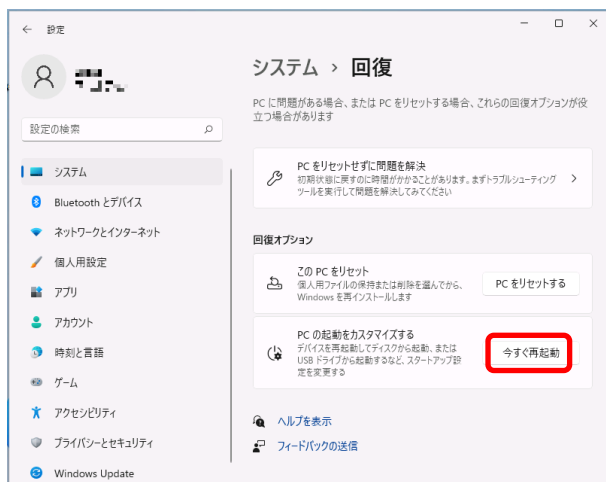 ← 設定
システム › 回復
PC に問題がある場合、または PC をリセットする場合、これらの回復オプションが役
立つ場合があります
設定の検索
システム
Bluetooth とデバイス
ネットワークとインターネット
個人用設定
アプリ
アカウント
時刻と言語
ゲーム
アクセシビリティ
プライバシーとセキュリティ
Windows Update
PC をリセットせずに問題を解決
初期状態に戻すのに時間がかかることがあります。まずトラブルシューティング
ツールを実行して問題を解決してみてください
回復オプション
この PC をリセット
個人用ファイルの保持または削除を選んでから、
Windows を再インストールします
PC をリセットする
PC の起動をカスタマイズする
デバイスを再起動してディスクから起動、または
USB ドライブから起動するなど、スタートアップ設
定を変更する
今すぐ再起動
ヘルプを表示
フィードバックの送信